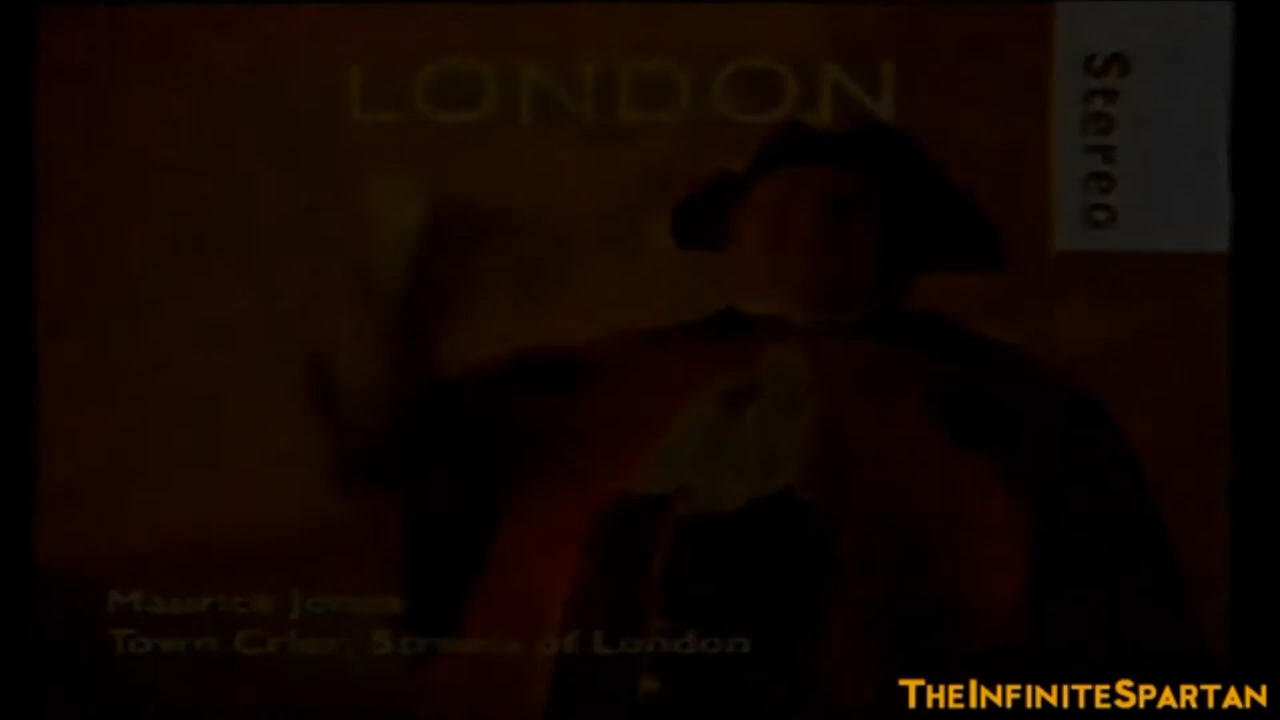 LONDON
Stereo
Maurice Jones
Town Crier, Streets of London
THEINFINITESPARTAN